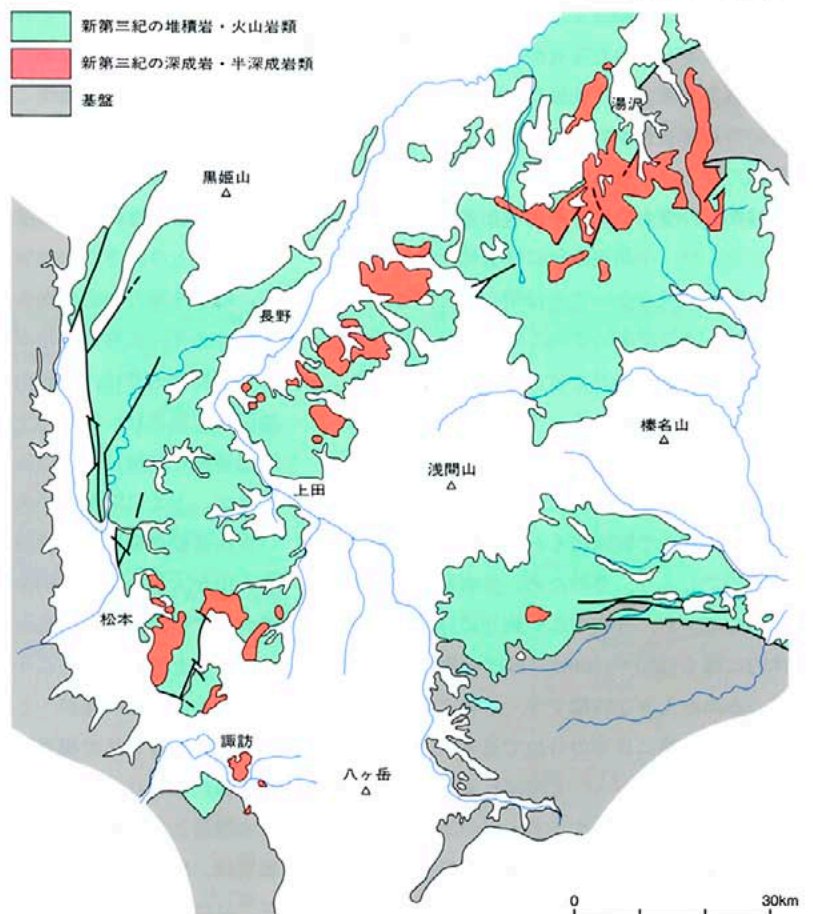 新第三紀の堆積岩・火山岩類
新第三紀の深成岩・半深成岩類
基盤
湯沢
黒姫山
長野
榛名山
浅間山
上田
松本
諏訪
八ヶ岳
0 30km